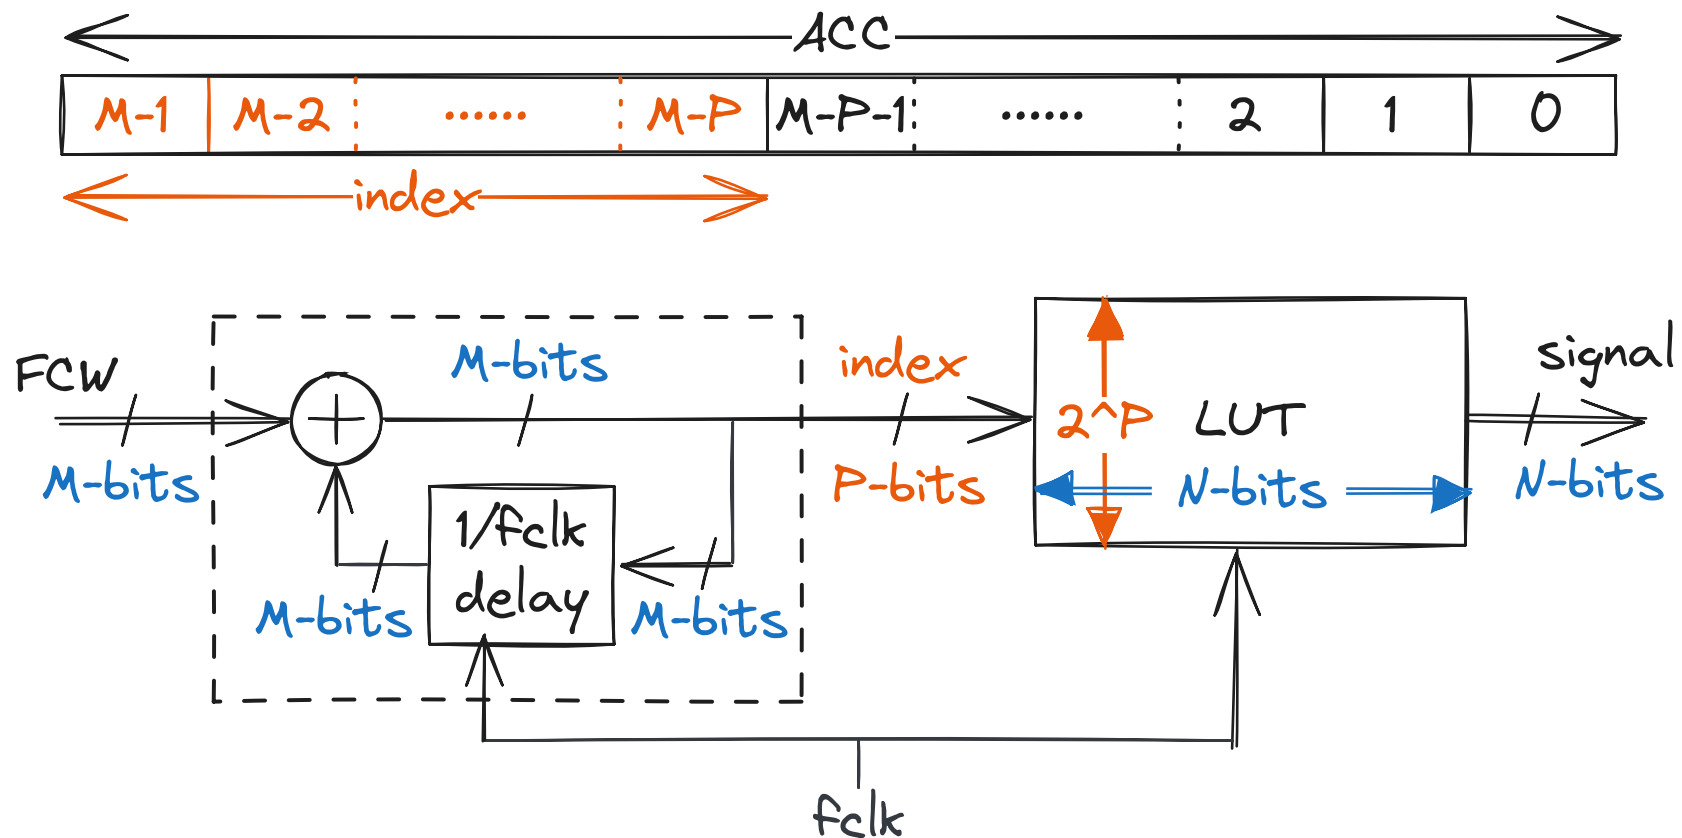 ACC
M-1 M-2 ...... M-P M-P-1 ...... 2 1 0
index
FCW
M-bits
M-bits
1/fclk
delay
M-bits
M-bits
index
P-bits
2^P LUT
N-bits
signal
N-bits
fclk